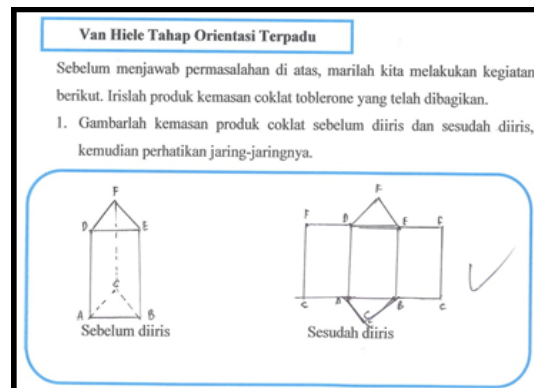 Van Hiele Tahap Orientasi Terpadu
Sebelum menjawab permasalahan di atas, marilah kita melakukan kegiatan
berikut. Irislah produk kemasan coklat toblerone yang telah dibagikan.
1. Gambarlah kemasan produk coklat sebelum diiris dan sesudah diiris,
kemudian perhatikan jaring-jaringnya.
F
D E
C
A B
Sebelum diiris
F
F D E F
C A B C
C
Sesudah diiris